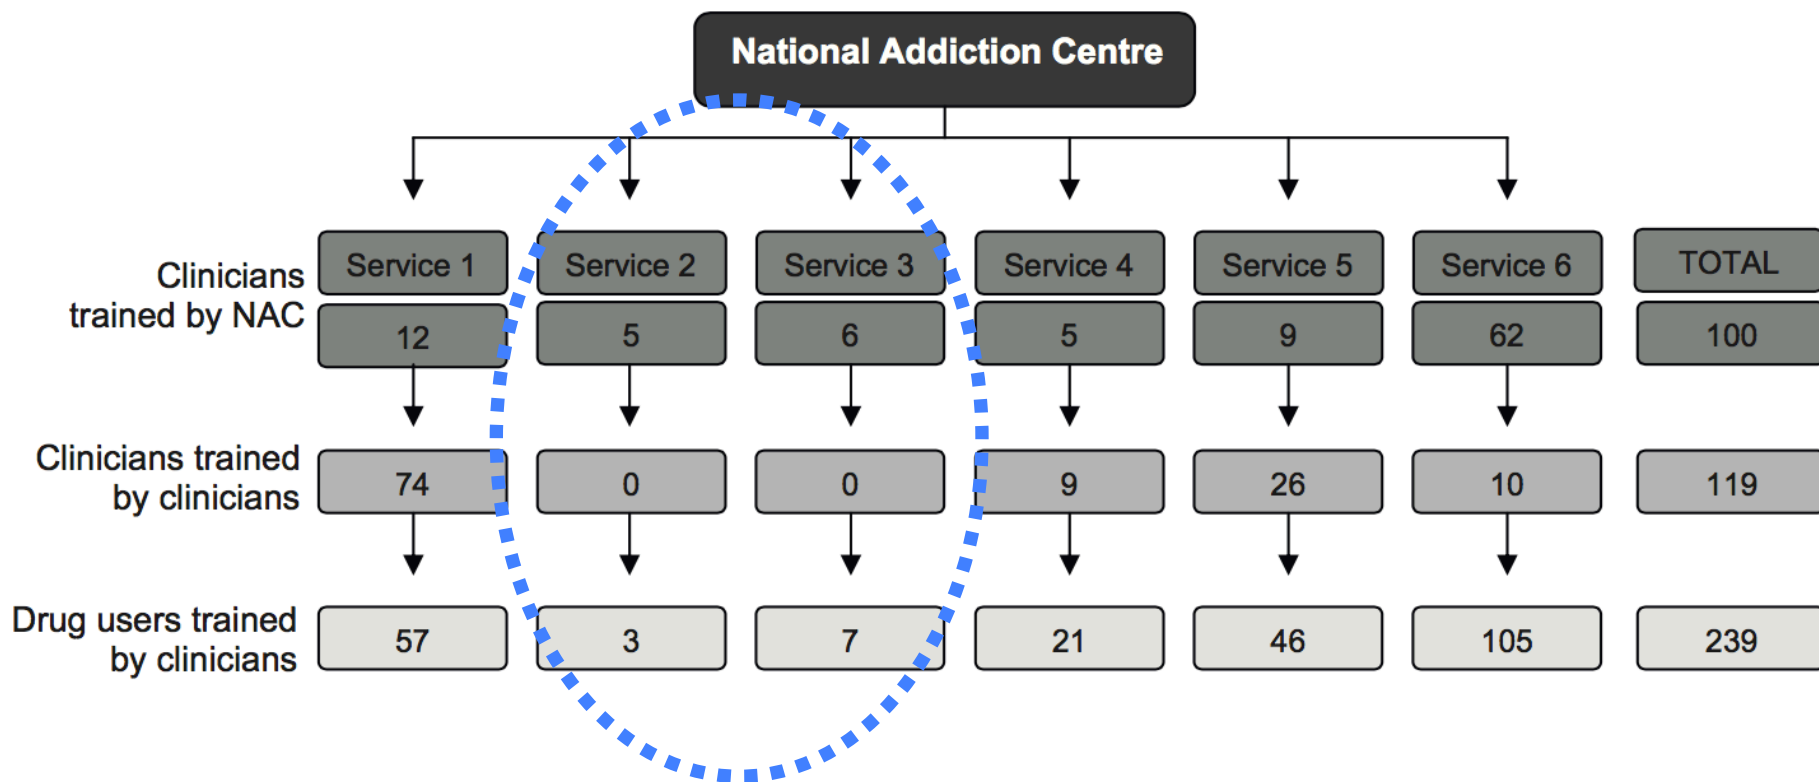 National Addiction Centre
Service 1 Service 2 Service 3 Service 4 Service 5 Service 6 TOTAL
Clinicians
trained by NAC
12 5 6 5 9 62 100
Clinicians trained
by clinicians
74 0 0 9 26 10 119
Drug users trained
by clinicians
57 3 7 21 46 105 239